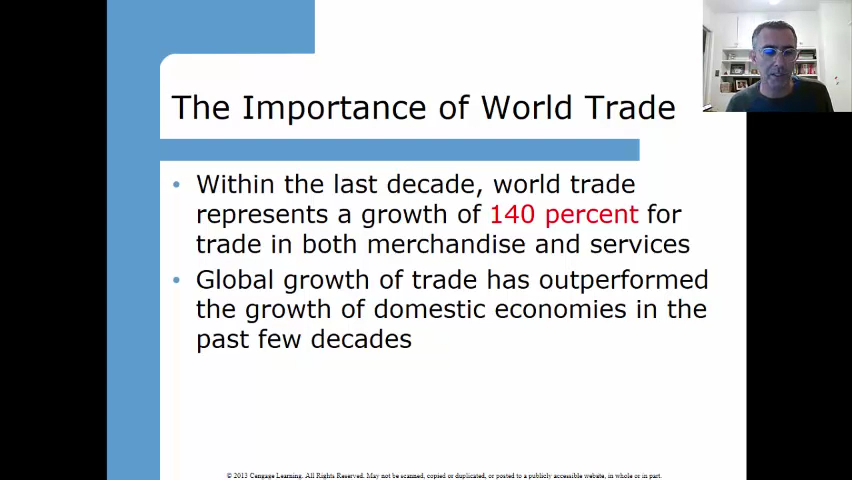 The Importance of World Trade
• Within the last decade, world trade
represents a growth of 140 percent for
trade in both merchandise and services
• Global growth of trade has outperformed
the growth of domestic economies in the
past few decades
© 2013 Cengage Learning. All Rights Reserved. May not be scanned, copied or duplicated, or posted to a publicly accessible website, in whole or in part.